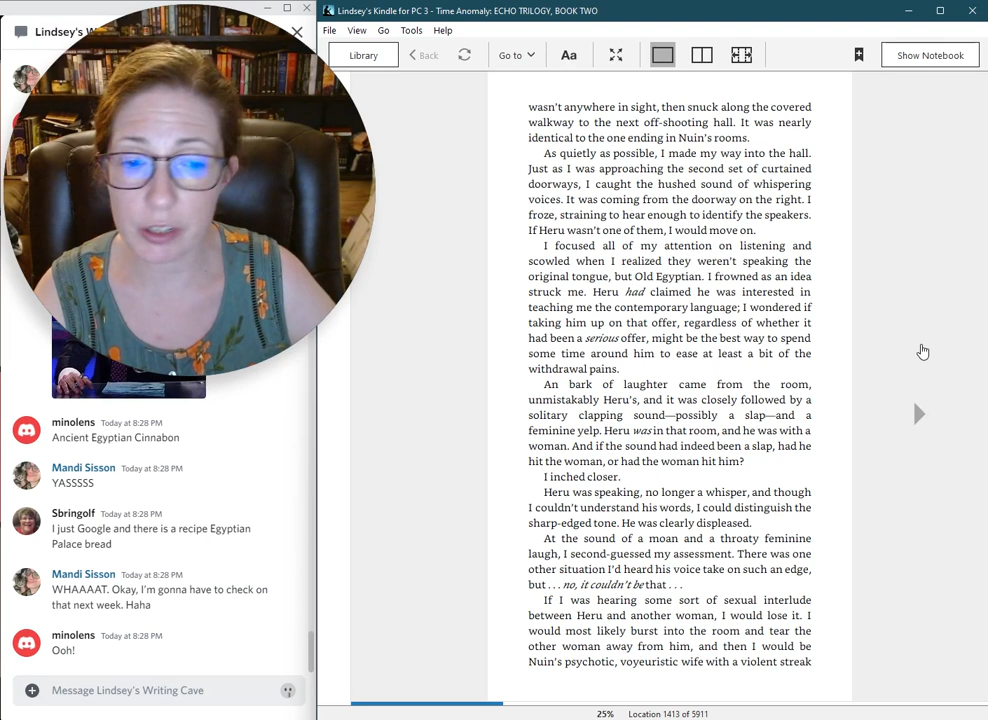 Lindsey's W
minolens Today at 8:28 PM
Ancient Egyptian Cinnabon
Mandi Sisson Today at 8:28 PM
YASSSSS
Sbringolf Today at 8:28 PM
I just Google and there is a recipe Egyptian
Palace bread
Mandi Sisson Today at 8:28 PM
WHAAAAT. Okay, I'm gonna have to check on
that next week. Haha
minolens Today at 8:28 PM
Ooh!
Message Lindsey's Writing Cave
Lindsey's Kindle for PC 3 - Time Anomaly: ECHO TRILOGY, BOOK TWO
File View Go Tools Help
Library < Back Go to Aa Show Notebook
wasn't anywhere in sight, then snuck along the covered
walkway to the next off-shooting hall. It was nearly
identical to the one ending in Nuin's rooms.
As quietly as possible, I made my way into the hall.
Just as I was approaching the second set of curtained
doorways, I caught the hushed sound of whispering
voices. It was coming from the doorway on the right. I
froze, straining to hear enough to identify the speakers.
If Heru wasn't one of them, I would move on.
I focused all of my attention on listening and
scowled when I realized they weren't speaking the
original tongue, but Old Egyptian. I frowned as an idea
struck me. Heru had claimed he was interested in
teaching me the contemporary language; I wondered if
taking him up on that offer, regardless of whether it
had been a serious offer, might be the best way to spend
some time around him to ease at least a bit of the
withdrawal pains.
An bark of laughter came from the room,
unmistakably Heru's, and it was closely followed by a
solitary clapping sound—possibly a slap—and a
feminine yelp. Heru was in that room, and he was with a
woman. And if the sound had indeed been a slap, had he
hit the woman, or had the woman hit him?
I inched closer.
Heru was speaking, no longer a whisper, and though
I couldn't understand his words, I could distinguish the
sharp-edged tone. He was clearly displeased.
At the sound of a moan and a throaty feminine
laugh, I second-guessed my assessment. There was one
other situation I'd heard his voice take on such an edge,
but . . . no, it couldn't be that . . .
If I was hearing some sort of sexual interlude
between Heru and another woman, I would lose it. I
would most likely burst into the room and tear the
other woman away from him, and then I would be
Nuin's psychotic, voyeuristic wife with a violent streak
25% Location 1413 of 5911